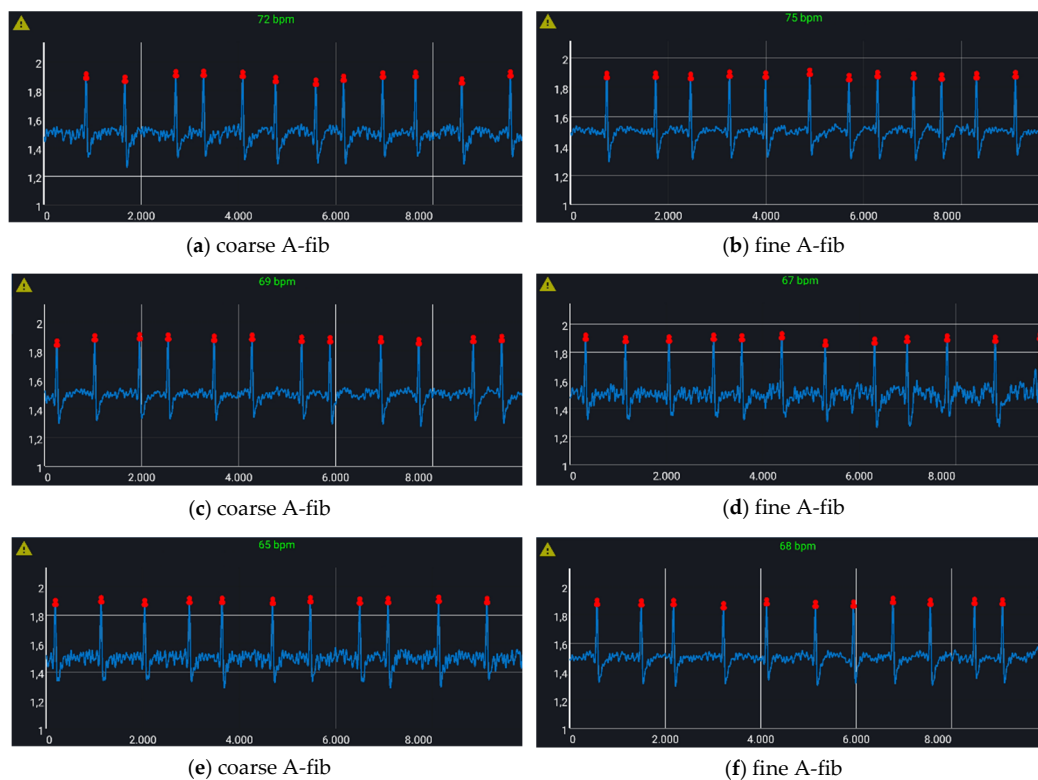 72 bpm
2
1,8
1,6
1,4
1,2
1
0 2.000 4.000 6.000 8.000
(a) coarse A-fib
75 bpm
2
1,8
1,6
1,4
1,2
1
0 2.000 4.000 6.000 8.000
(b) fine A-fib
69 bpm
2
1,8
1,6
1,4
1,2
1
0 2.000 4.000 6.000 8.000
(c) coarse A-fib
67 bpm
2
1,8
1,6
1,4
1,2
1
0 2.000 4.000 6.000 8.000
(d) fine A-fib
65 bpm
2
1,8
1,6
1,4
1,2
1
0 2.000 4.000 6.000 8.000
(e) coarse A-fib
68 bpm
2
1,8
1,6
1,4
1,2
1
0 2.000 4.000 6.000 8.000
(f) fine A-fib